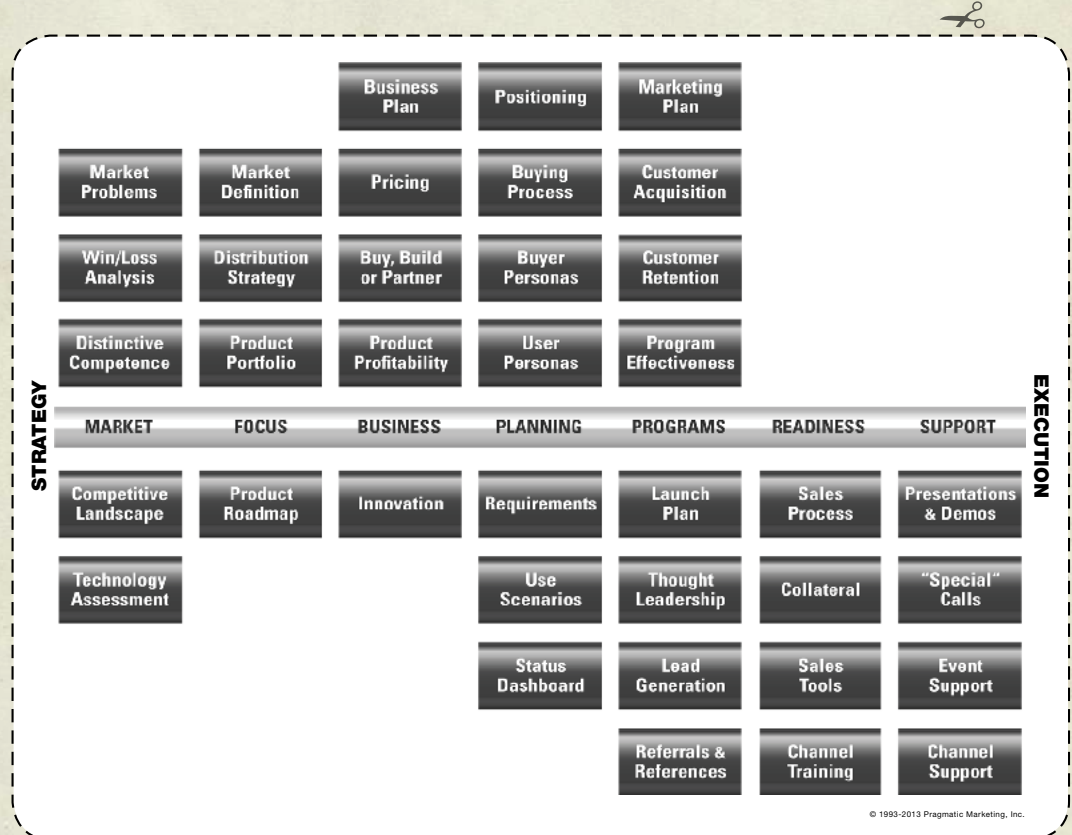 Business
Plan
Positioning
Marketing
Plan
Market
Problems
Market
Definition
Pricing
Buying
Process
Customer
Acquisition
Win/Loss
Analysis
Distribution
Strategy
Buy, Build
or Partner
Buyer
Personas
Customer
Retention
Distinctive
Competence
Product
Portfolio
Product
Profitability
User
Personas
Program
Effectiveness
STRATEGY
MARKET FOCUS BUSINESS PLANNING PROGRAMS READINESS SUPPORT
EXECUTION
Competitive
Landscape
Product
Roadmap
Innovation
Requirements
Launch
Plan
Sales
Process
Presentations
& Demos
Technology
Assessment
Use
Scenarios
Thought
Leadership
Collateral
"Special"
Calls
Status
Dashboard
Lead
Generation
Sales
Tools
Event
Support
Referrals &
References
Channel
Training
Channel
Support
© 1993-2013 Pragmatic Marketing, Inc.